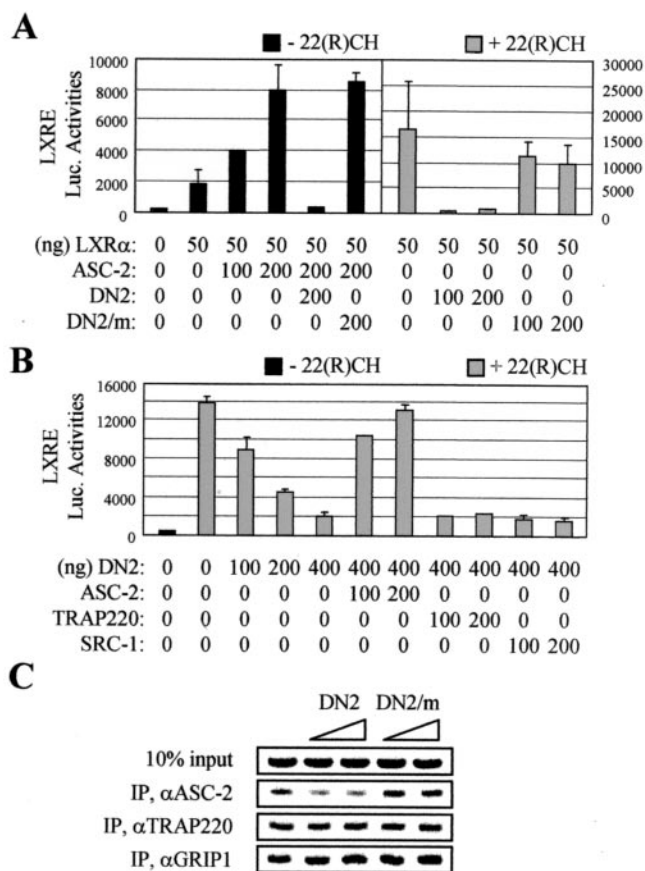 A
- 22(R)CH
+ 22(R)CH
LXRE
Luc. Activities
10000
8000
6000
4000
2000
0
30000
25000
20000
15000
10000
5000
0
(ng) LXRα: 0 50 50 50 50 50 50 50 50 50 50
ASC-2: 0 0 100 200 200 200 0 0 0 0 0
DN2: 0 0 0 0 200 0 0 100 200 0 0
DN2/m: 0 0 0 0 0 200 0 0 0 100 200
B
- 22(R)CH
+ 22(R)CH
LXRE
Luc. Activities
16000
12000
8000
4000
0
(ng) DN2: 0 0 100 200 400 400 400 400 400 400 400
ASC-2: 0 0 0 0 0 100 200 0 0 0 0
TRAP220: 0 0 0 0 0 0 0 100 200 0 0
SRC-1: 0 0 0 0 0 0 0 0 0 100 200
C
DN2 DN2/m
10% input
IP, αASC-2
IP, αTRAP220
IP, αGRIP1